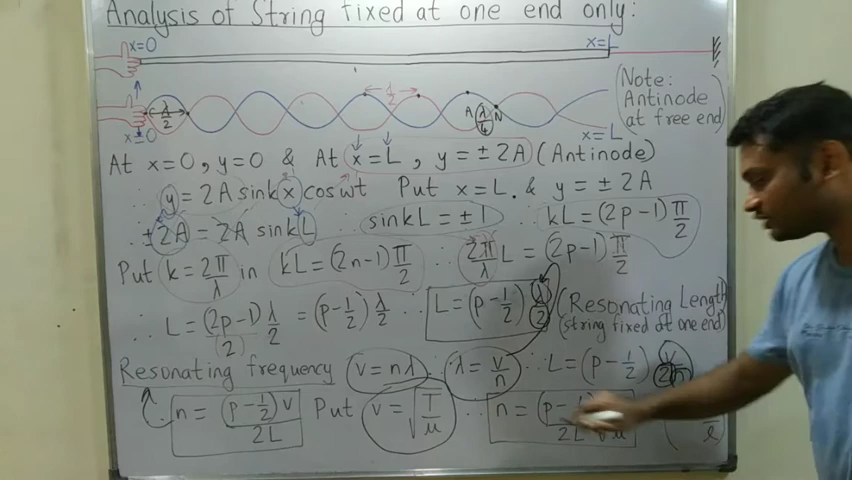 Analysis of String fixed at one end only:
x=0 x=L
λ/2 λ/2 A λ/4 N (Note: Antinode at free end)
x=0 x=L
At x=0, y=0 & At x=L, y=±2A (Antinode)
∴ y = 2A sinkx coswt Put x=L. & y=±2A
±2A = 2A sinkL ∴ sinkL = ±1 ∴ kL = (2p-1)π/2
Put k = 2π/λ in kL = (2n-1)π/2 ∴ 2π/λ L = (2p-1)π/2
∴ L = (2p-1)/(2) λ/2 = (p-1/2) λ/2 ∴ L = (p-1/2) λ/2 (Resonating Length) (string fixed at one end)
Resonating frequency v = nλ ∴ λ = v/n ∴ L = (p-1/2) v/2n
n = (p-1/2)v/2L Put v = √T/μ ∴ n = (p-